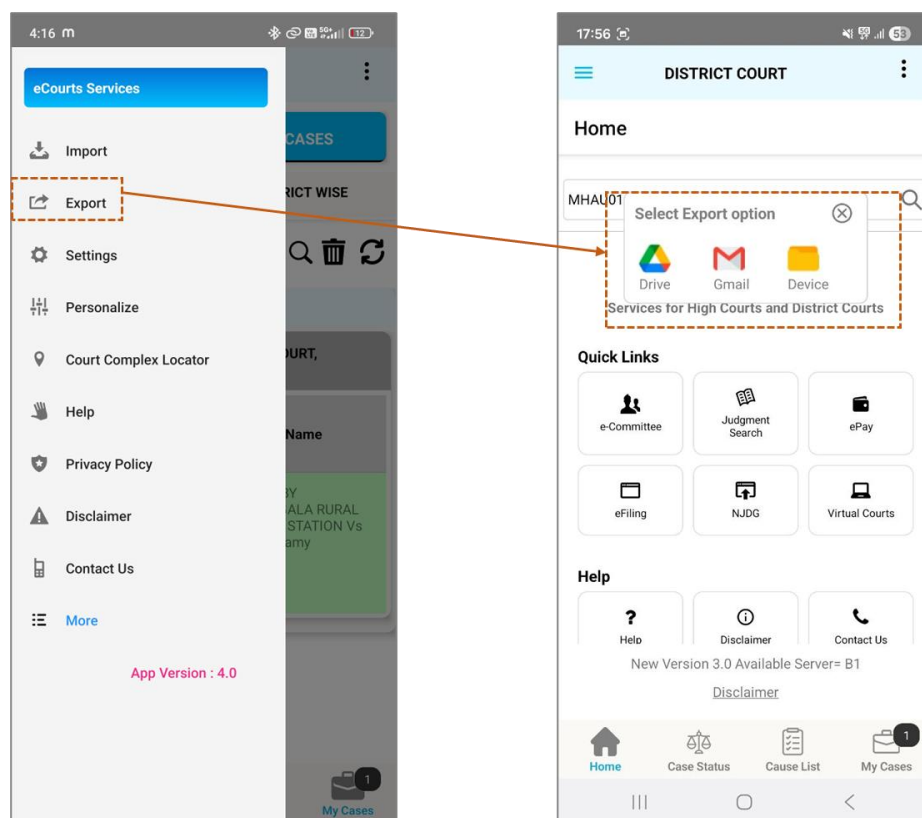 4:16 m
5G+
12
eCourts Services
Import
Export
Settings
Personalize
Court Complex Locator
Help
Privacy Policy
Disclaimer
Contact Us
More
App Version : 4.0
CASES
RICT WISE
OURT,
Name
BY
ALA RURAL
STATION Vs
amy
1
My Cases
17:56
53
DISTRICT COURT
Home
MHAU01
Select Export option
Drive Gmail Device
Services for High Courts and District Courts
Quick Links
e-Committee
Judgment
Search
ePay
eFiling
NJDG
Virtual Courts
Help
?
Help
Disclaimer
Contact Us
New Version 3.0 Available Server= B1
Disclaimer
1
Home Case Status Cause List My Cases